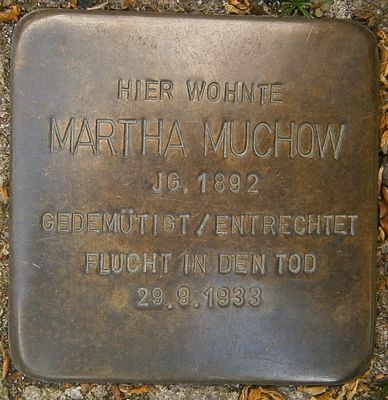 HIER WOHNTE
MARTHA MUCHOW
JG. 1892
GEDEMÜTIGT/ENTRECHTET
FLUCHT IN DEN TOD
29.9.1933